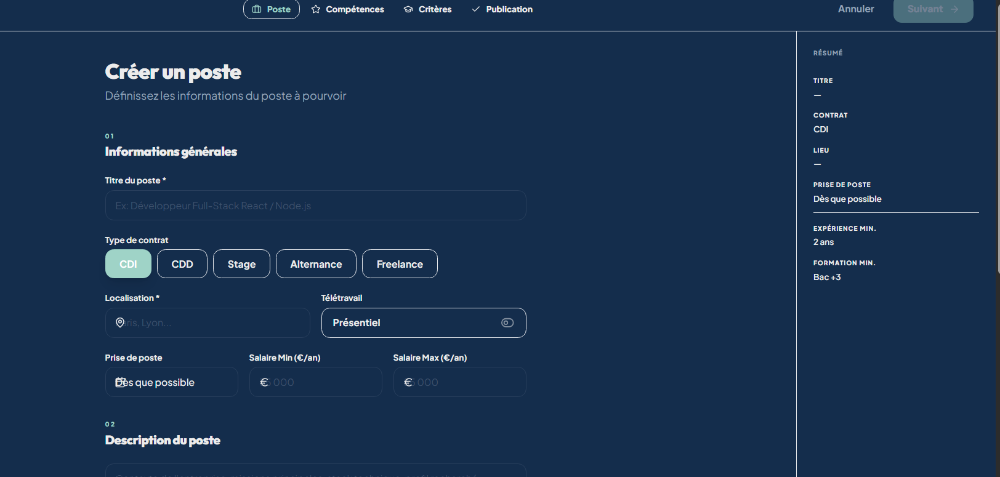 Poste Compétences Critères Publication Annuler Suivant
Créer un poste
Définissez les informations du poste à pourvoir
01
Informations générales
Titre du poste *
Ex: Développeur Full-Stack React / Node.js
Type de contrat
CDI CDD Stage Alternance Freelance
Localisation * Télétravail
Lyon... Présentiel
Prise de poste Salaire Min (€/an) Salaire Max (€/an)
Dès que possible € 000 € 000
02
Description du poste
RÉSUMÉ
TITRE
—
CONTRAT
CDI
LIEU
—
PRISE DE POSTE
Dès que possible
EXPÉRIENCE MIN.
2 ans
FORMATION MIN.
Bac +3